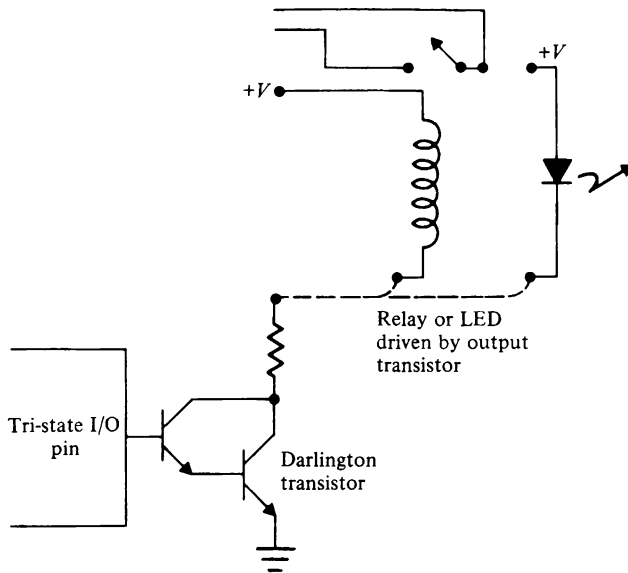 +V
+V
Relay or LED
driven by output
transistor
Tri-state I/O
pin
Darlington
transistor